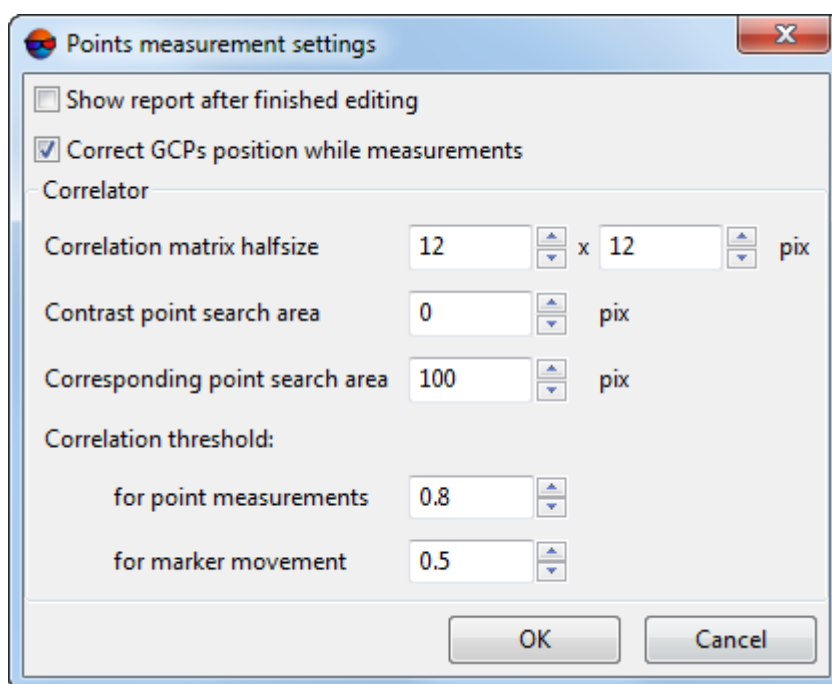 Points measurement settings
Show report after finished editing
Correct GCPs position while measurements
Correlator
Correlation matrix halfsize 12 x 12 pix
Contrast point search area 0 pix
Corresponding point search area 100 pix
Correlation threshold:
for point measurements 0.8
for marker movement 0.5
OK Cancel